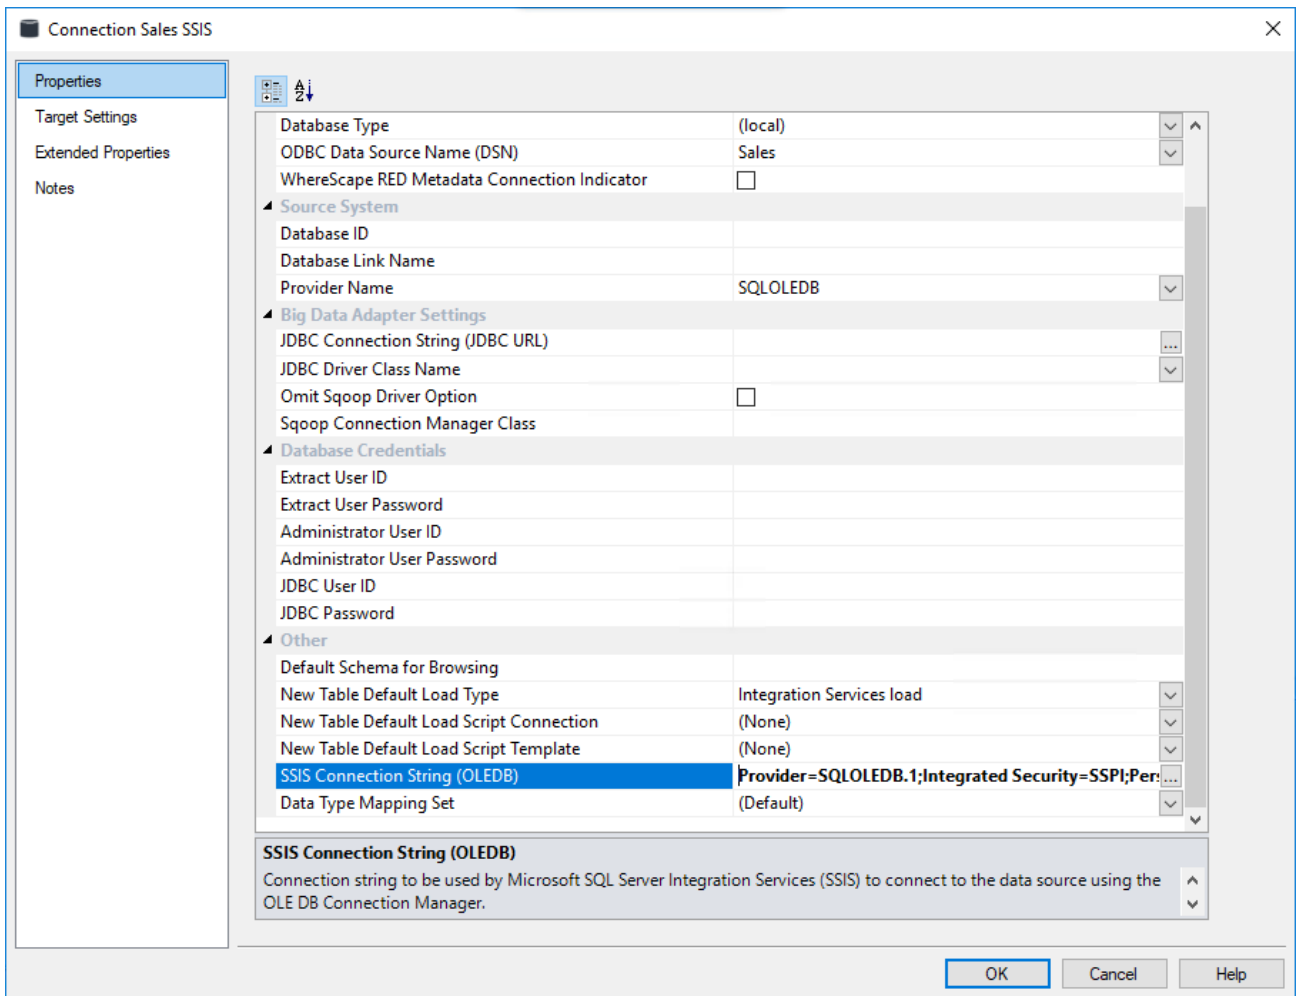 Connection Sales SSIS
Properties
Target Settings
Extended Properties
Notes
Database Type (local)
ODBC Data Source Name (DSN) Sales
WhereScape RED Metadata Connection Indicator
Source System
Database ID
Database Link Name
Provider Name SQLOLEDB
Big Data Adapter Settings
JDBC Connection String (JDBC URL) ...
JDBC Driver Class Name
Omit Sqoop Driver Option
Sqoop Connection Manager Class
Database Credentials
Extract User ID
Extract User Password
Administrator User ID
Administrator User Password
JDBC User ID
JDBC Password
Other
Default Schema for Browsing
New Table Default Load Type Integration Services load
New Table Default Load Script Connection (None)
New Table Default Load Script Template (None)
SSIS Connection String (OLEDB) Provider=SQLOLEDB.1;Integrated Security=SSPI;Per ...
Data Type Mapping Set (Default)
SSIS Connection String (OLEDB)
Connection string to be used by Microsoft SQL Server Integration Services (SSIS) to connect to the data source using the
OLE DB Connection Manager.
OK Cancel Help